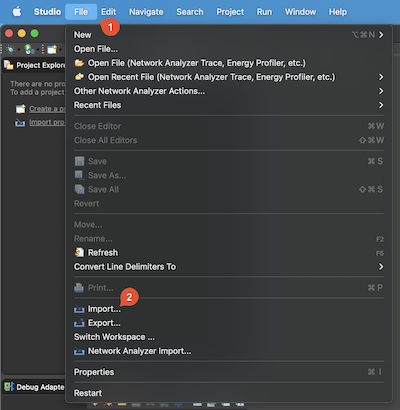 Studio File Edit Navigate Search Project Run Window Help
1
New ⌥⌘N >
Open File...
Open File (Network Analyzer Trace, Energy Profiler, etc.)
Open Recent File (Network Analyzer Trace, Energy Profiler, etc.) >
Other Network Analyzer Actions...
Recent Files >
Close Editor ⌘W
Close All Editors ⇧⌘W
Save ⌘S
Save As...
Save All ⇧⌘S
Revert
Move...
Rename... F2
Refresh F5
Convert Line Delimiters To >
Print... ⌘P
2
Import...
Export...
Switch Workspace ...
Network Analyzer Import...
Properties ⌘I
Restart
Project Explore
There are no pr
To add a project
Create a p
Import pro
Debug Adapte